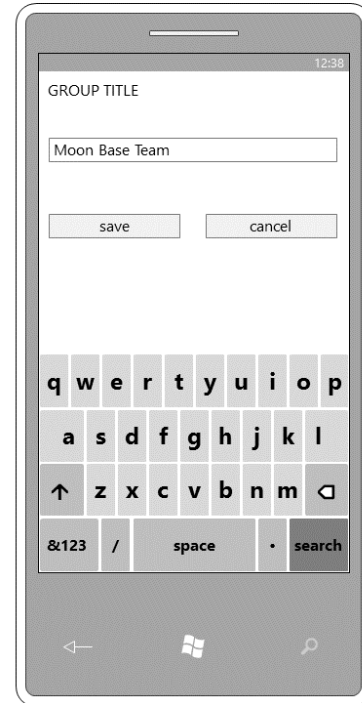 12:38
GROUP TITLE
Moon Base Team
save cancel
q w e r t y u i o p
a s d f g h j k l
z x c v b n m
&123 / space . search